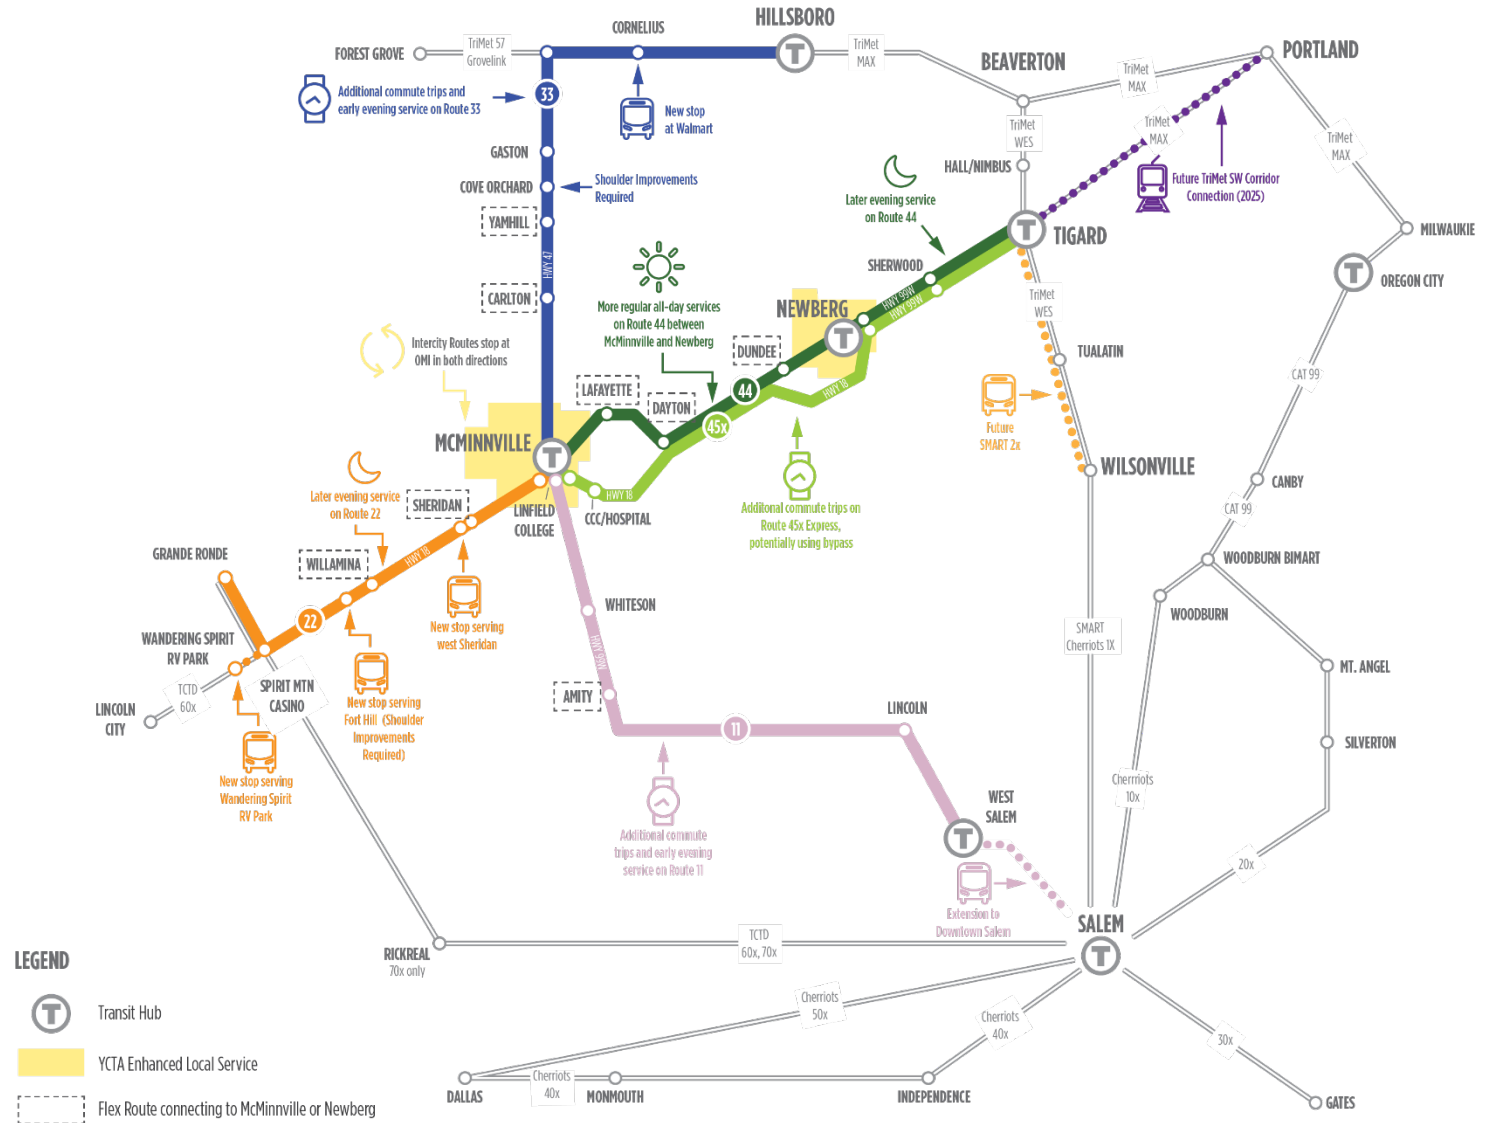 HILLSBORO
CORNELIUS
FOREST GROVE
TriMet 57
Grovelink
TriMet
MAX
BEAVERTON
PORTLAND
TriMet
MAX
Additional commute trips and
early evening service on Route 33
33
New stop
at Walmart
TriMet
WES
TriMet
MAX
TriMet
MAX
GASTON
COVE ORCHARD
Shoulder Improvements
Required
HALL/NIMBUS
Future TriMet SW Corridor
Connection (2025)
YAMHILL
Later evening service
on Route 44
TIGARD
MILWAUKIE
HWY 47
SHERWOOD
OREGON CITY
CARLTON
More regular all-day services
on Route 44 between
McMinnville and Newberg
NEWBERG
HWY 99W
HWY 99W
TriMet
WES
Intercity Routes stop at
OMI in both directions
DUNDEE
TUALATIN
LAFAYETTE
DAYTON
44
45x
HWY 18
CAT 99
MCMINNVILLE
Future
SMART 2x
WILSONVILLE
CANBY
Later evening service
on Route 22
SHERIDAN
LINFIELD
COLLEGE
CCC/HOSPITAL
HWY 18
Additional commute trips on
Route 45x Express,
potentially using bypass
CAT 99
GRANDE RONDE
WILLAMINA
HWY 18
WOODBURN BIMART
22
New stop serving
west Sheridan
WHITESON
WOODBURN
WANDERING SPIRIT
RV PARK
HWY 99W
SMART
Cherriots 1X
MT. ANGEL
TCTD
60x
SPIRIT MTN
CASINO
AMITY
LINCOLN
CITY
New stop serving
Fort Hill (Shoulder
Improvements
Required)
11
LINCOLN
SILVERTON
New stop serving
Wandering Spirit
RV Park
Additional commute
trips and early evening
service on Route 11
WEST
SALEM
Cherrriots
10x
20x
Extension to
Downtown Salem
SALEM
RICKREAL
70x only
TCTD
60x, 70x
LEGEND
Transit Hub
YCTA Enhanced Local Service
Flex Route connecting to McMinnville or Newberg
Cherriots
50x
Cherriots
40x
30x
Cherriots
40x
DALLAS
MONMOUTH
INDEPENDENCE
GATES
T
T
T
T
T
T
T
T